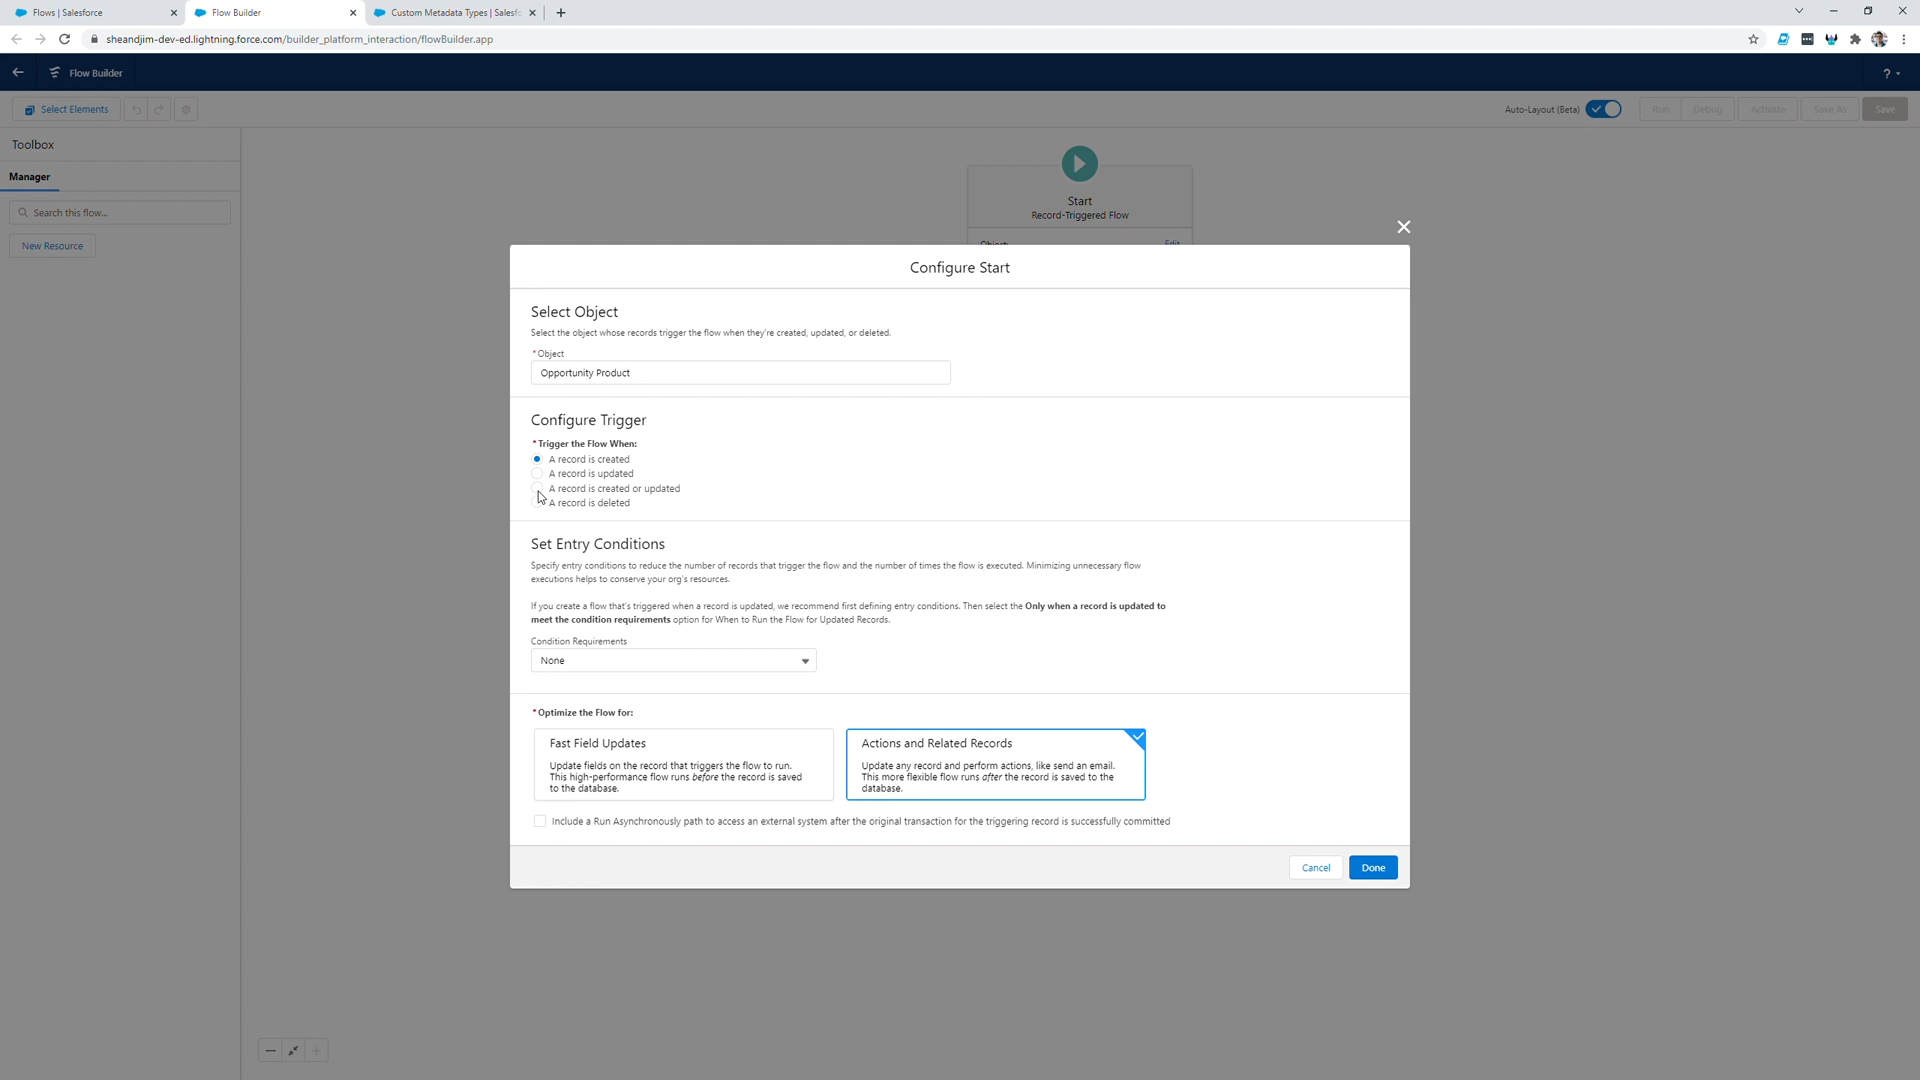 Flows | Salesforce
Flow Builder
Custom Metadata Types | Salesfo
sheandjim-dev-ed.lightning.force.com/builder_platform_interaction/flowBuilder.app
Flow Builder
?
Select Elements
Auto-Layout (Beta)
Run
Debug
Activate
Save As
Save
Toolbox
Manager
Search this flow...
New Resource
Start
Record-Triggered Flow
Object:
Edit
Configure Start
Select Object
Select the object whose records trigger the flow when they're created, updated, or deleted.
*Object
Opportunity Product
Configure Trigger
*Trigger the Flow When:
A record is created
A record is updated
A record is created or updated
A record is deleted
Set Entry Conditions
Specify entry conditions to reduce the number of records that trigger the flow and the number of times the flow is executed. Minimizing unnecessary flow
executions helps to conserve your org's resources.
If you create a flow that's triggered when a record is updated, we recommend first defining entry conditions. Then select the Only when a record is updated to
meet the condition requirements option for When to Run the Flow for Updated Records.
Condition Requirements
None
*Optimize the Flow for:
Fast Field Updates
Update fields on the record that triggers the flow to run.
This high-performance flow runs before the record is saved
to the database.
Actions and Related Records
Update any record and perform actions, like send an email.
This more flexible flow runs after the record is saved to the
database.
Include a Run Asynchronously path to access an external system after the original transaction for the triggering record is successfully committed
Cancel
Done